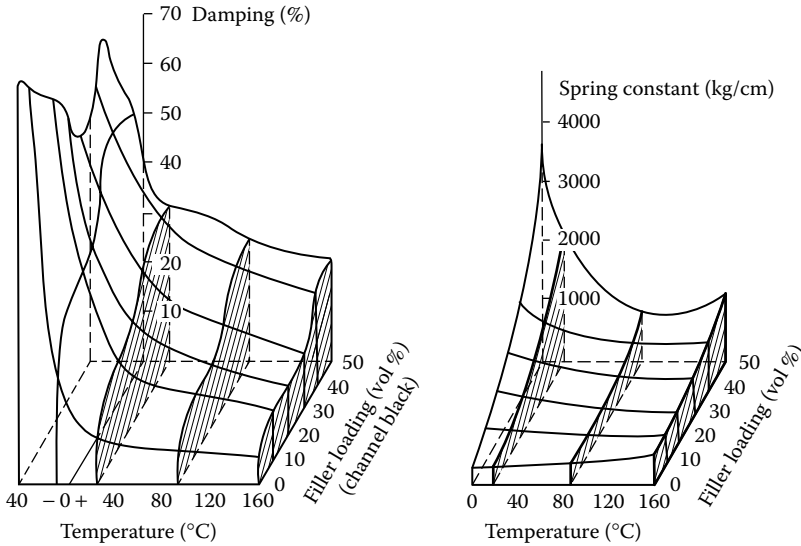 70 Damping (%)
60
50
40
20
10
50
40
30
20
10
0
Filler loading (vol %)
(channel black)
40 – 0 + 40 80 120 160
Temperature (°C)
Spring constant (kg/cm)
4000
3000
2000
1000
50
40
30
20
10
0
Filler loading (vol %)
0 40 80 120 160
Temperature (°C)